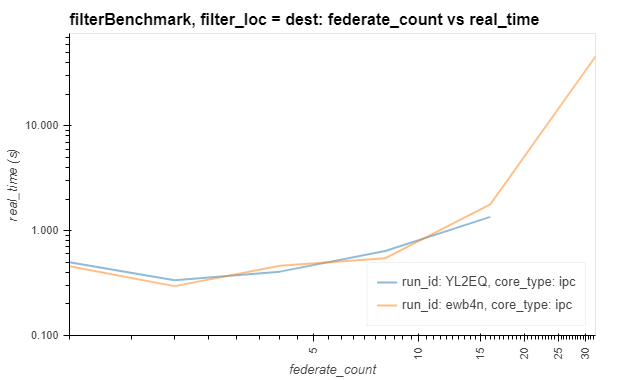 filterBenchmark, filter_loc = dest: federate_count vs real_time
real_time (s)
10.000
1.000
0.100
run_id: YL2EQ, core_type: ipc
run_id: ewb4n, core_type: ipc
5
10
15
20
25
30
federate_count